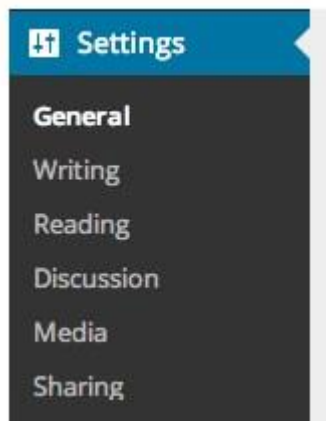 Settings
General
Writing
Reading
Discussion
Media
Sharing